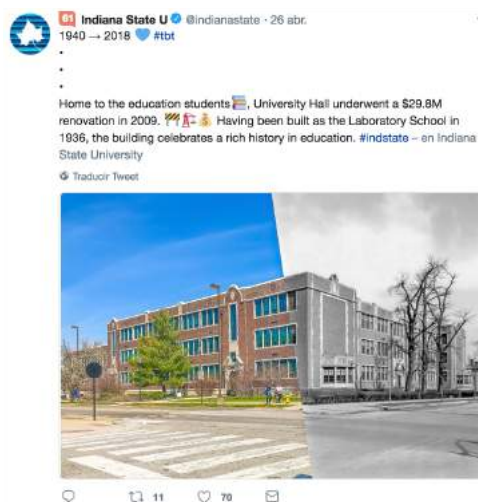 Indiana State U @indianastate · 26 abr.
1940 → 2018 💙 #tbt
•
•
•
Home to the education students 📚, University Hall underwent a $29.8M
renovation in 2009. 🚧🏗💰 Having been built as the Laboratory School in
1936, the building celebrates a rich history in education. #indstate – en Indiana
State University
Traducir Tweet
11 70